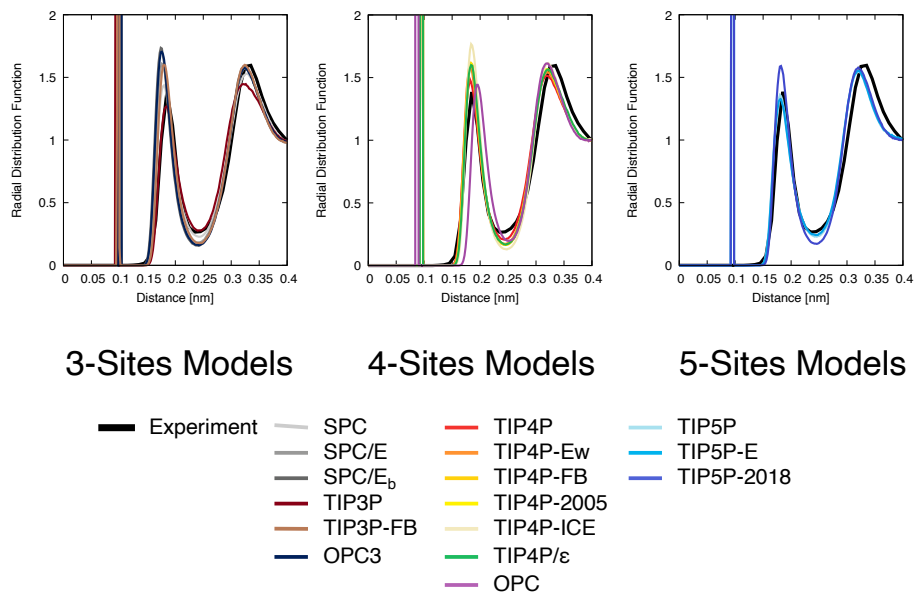 2
1.5
1
0.5
0
0 0.05 0.1 0.15 0.2 0.25 0.3 0.35 0.4
Radial Distribution Function
Distance [nm]
2
1.5
1
0.5
0
0 0.05 0.1 0.15 0.2 0.25 0.3 0.35 0.4
Radial Distribution Function
Distance [nm]
2
1.5
1
0.5
0
0 0.05 0.1 0.15 0.2 0.25 0.3 0.35 0.4
Radial Distribution Function
Distance [nm]
3-Sites Models
4-Sites Models
5-Sites Models
Experiment
SPC
SPC/E
SPC/E_b
TIP3P
TIP3P-FB
OPC3
TIP4P
TIP4P-Ew
TIP4P-FB
TIP4P-2005
TIP4P-ICE
TIP4P/ε
OPC
TIP5P
TIP5P-E
TIP5P-2018